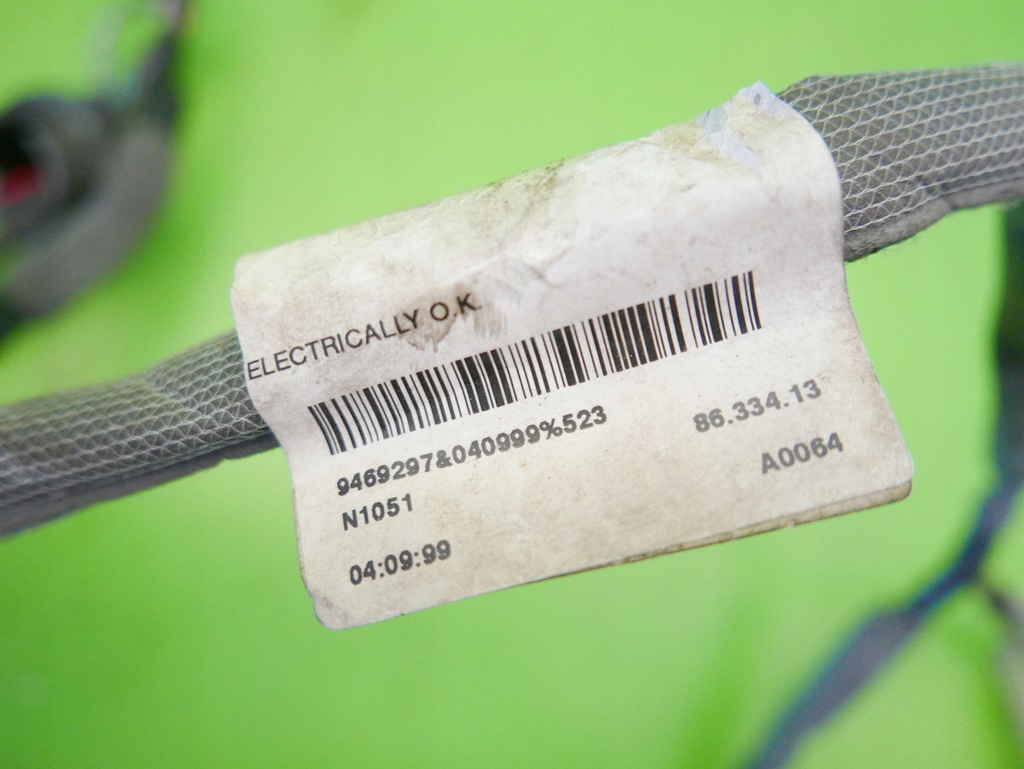 ELECTRICALLY O.K.
9469297&040999%523
86.334.13
N1051
A0064
04:09:99